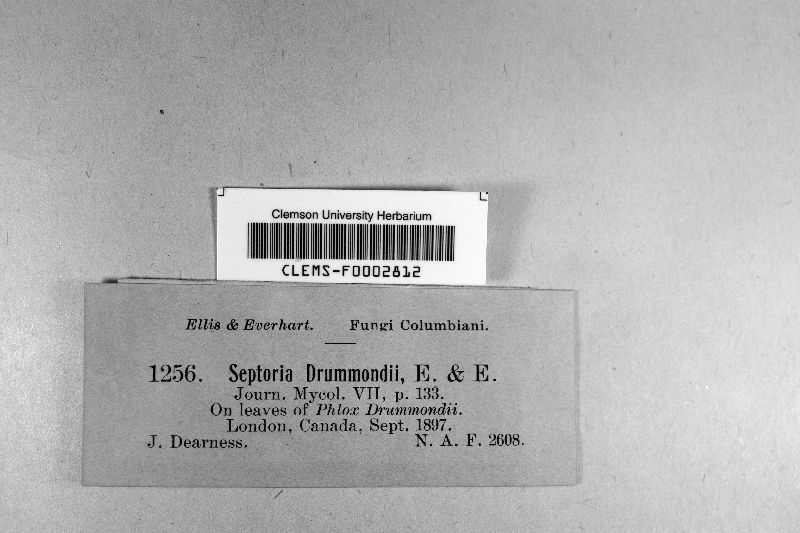 Clemson University Herbarium
CLEMS-F0002812
Ellis & Everhart. Fungi Columbiani.
1256. Septoria Drummondii, E. & E.
Journ. Mycol. VII, p. 133.
On leaves of Phlox Drummondii.
London, Canada, Sept. 1897.
J. Dearness. N. A. F. 2608.